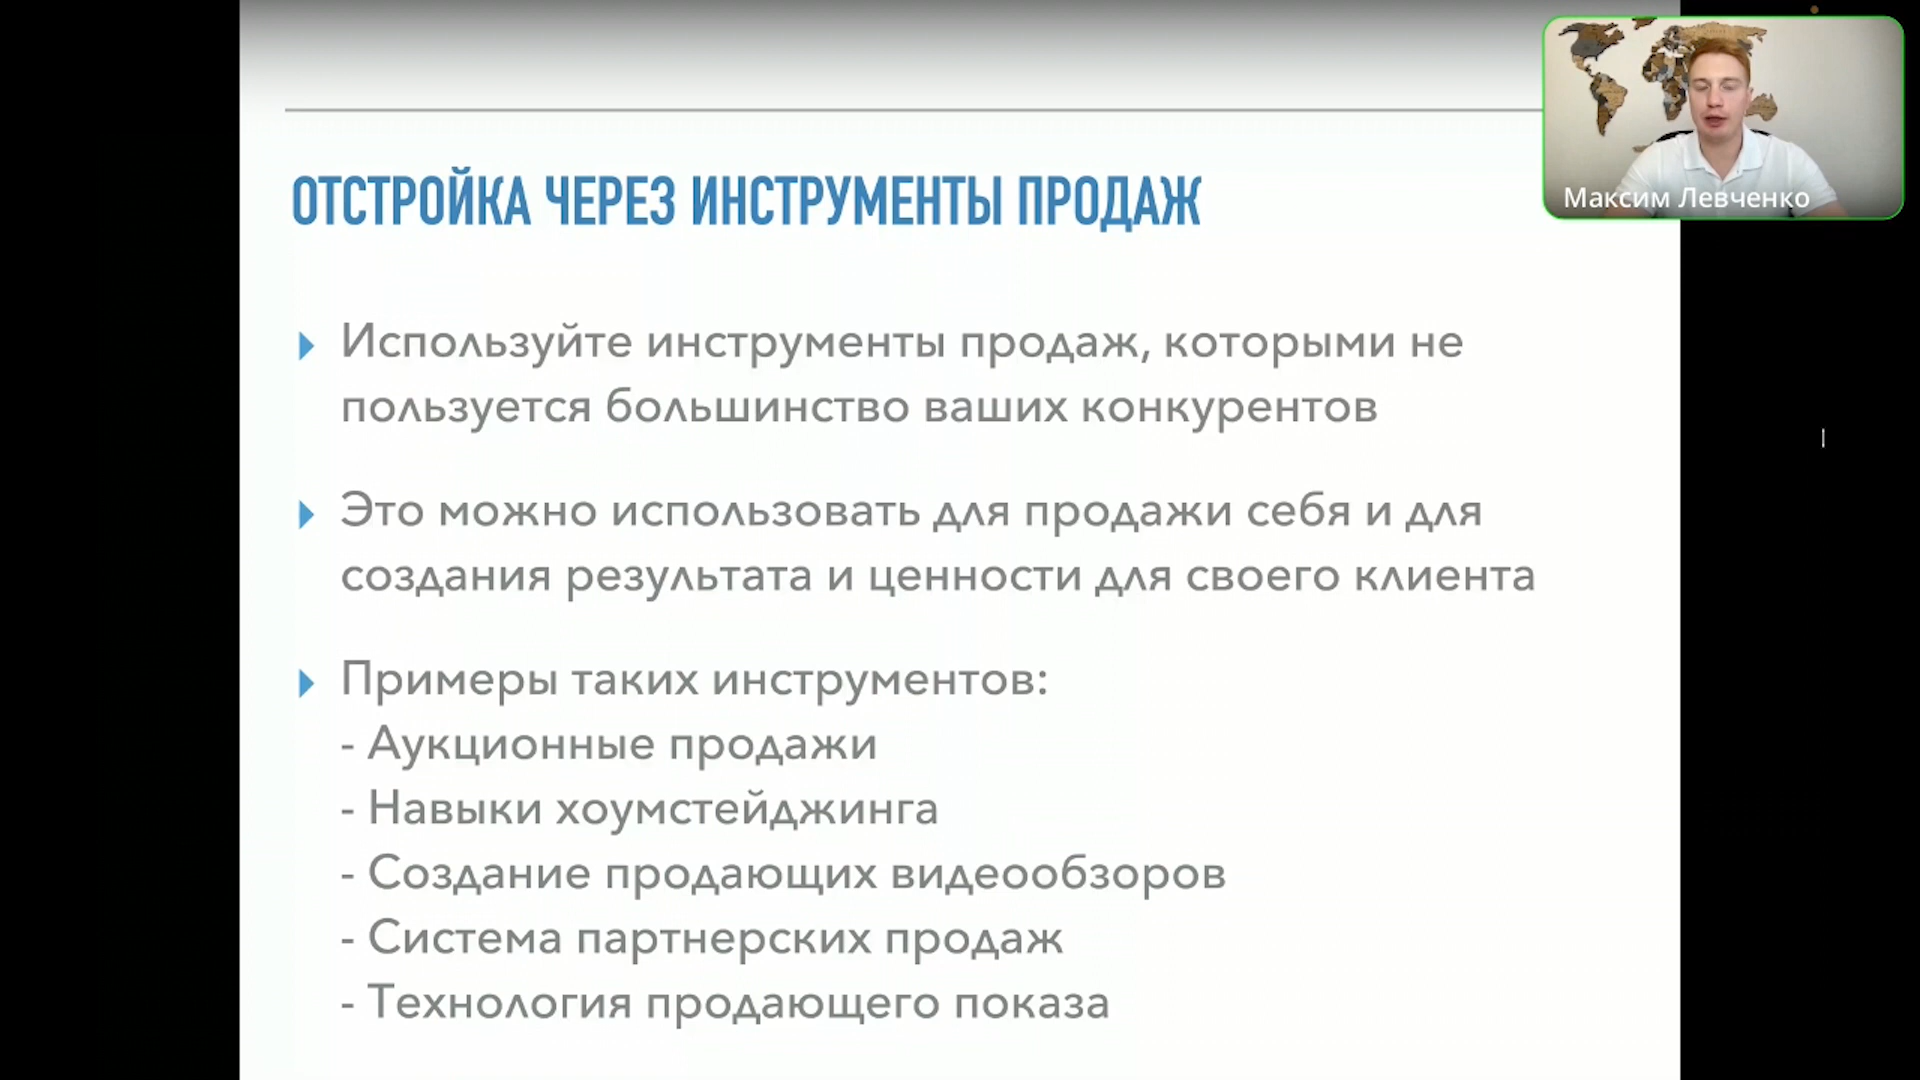 ОТСТРОЙКА ЧЕРЕЗ ИНСТРУМЕНТЫ ПРОДАЖ
Используйте инструменты продаж, которыми не
пользуется большинство ваших конкурентов
Это можно использовать для продажи себя и для
создания результата и ценности для своего клиента
Примеры таких инструментов:
- Аукционные продажи
- Навыки хоумстейджинга
- Создание продающих видеообзоров
- Система партнерских продаж
- Технология продающего показа
Максим Левченко